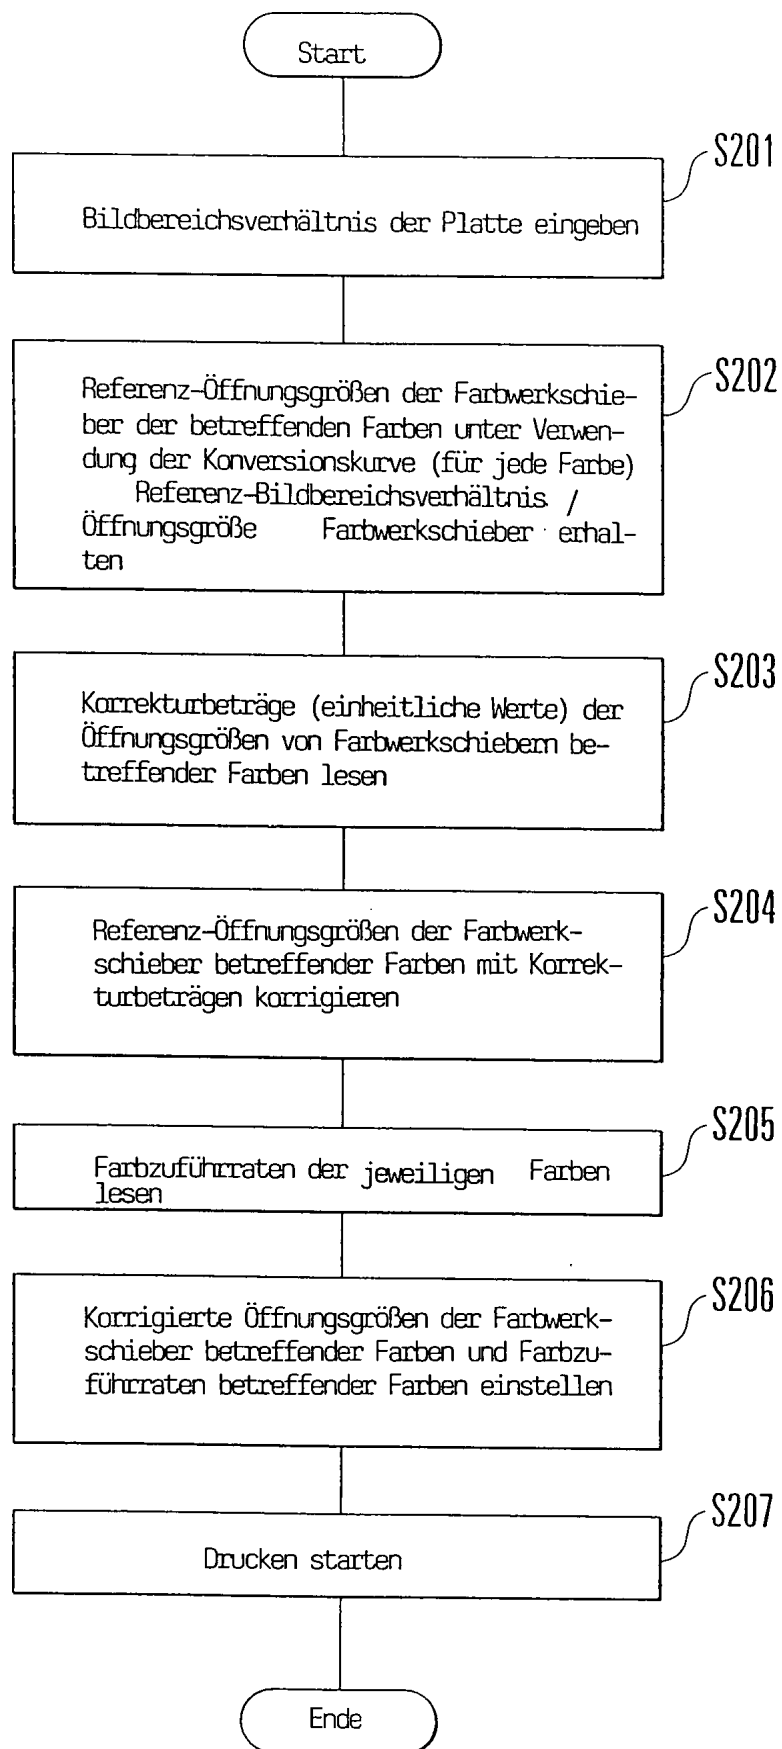 Start
S201
Bildbereichsverhältnis der Platte eingeben
S202
Referenz-Öffnungsgrößen der Farbwerkschie-
ber der betreffenden Farben unter Verwen-
dung der Konversionskurve (für jede Farbe)
Referenz-Bildbereichsverhältnis /
Öffnungsgröße Farbwerkschieber erhal-
ten
S203
Korrekturbeträge (einheitliche Werte) der
Öffnungsgrößen von Farbwerkschiebern be-
treffender Farben lesen
S204
Referenz-Öffnungsgrößen der Farbwerk-
schieber betreffender Farben mit Korrek-
turbeträgen korrigieren
S205
Farbzuführraten der jeweiligen Farben
lesen
S206
Korrigierte Öffnungsgrößen der Farbwerk-
schieber betreffender Farben und Farbzu-
führraten betreffender Farben einstellen
S207
Drucken starten
Ende